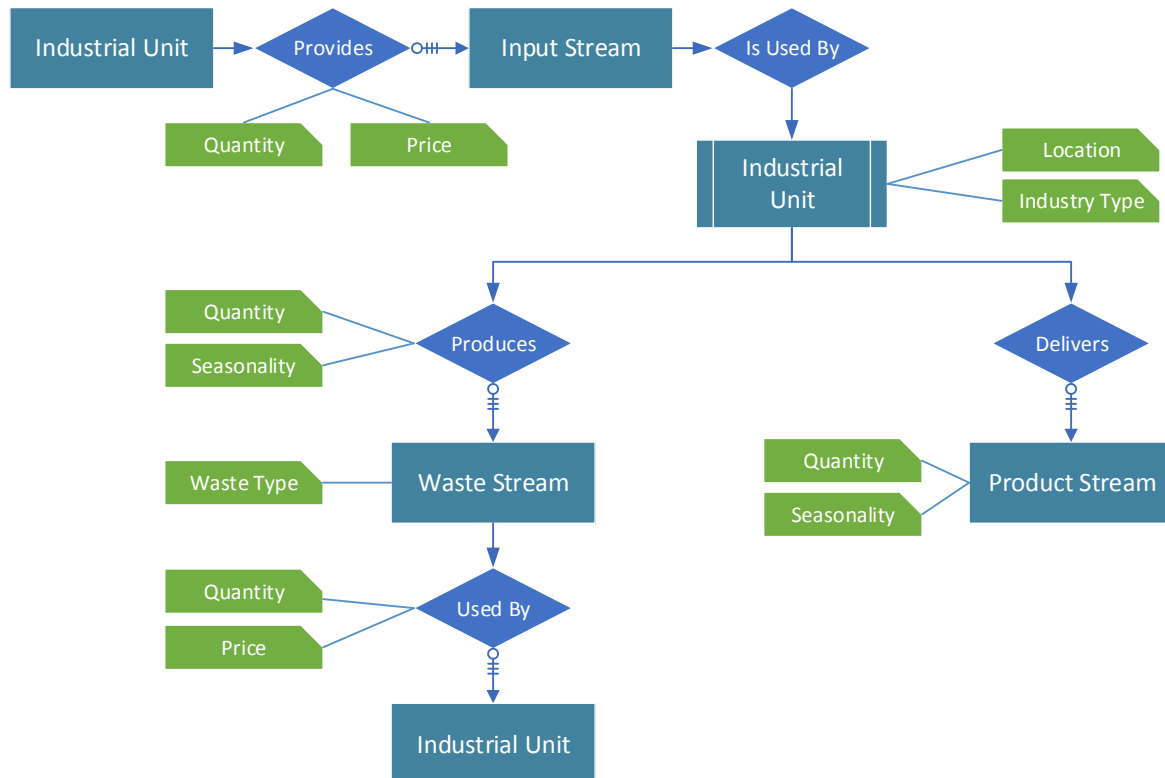 Industrial Unit
Provides
Input Stream
Is Used By
Quantity
Price
Industrial
Unit
Location
Industry Type
Quantity
Seasonality
Produces
Delivers
Waste Type
Waste Stream
Quantity
Seasonality
Product Stream
Quantity
Price
Used By
Industrial Unit